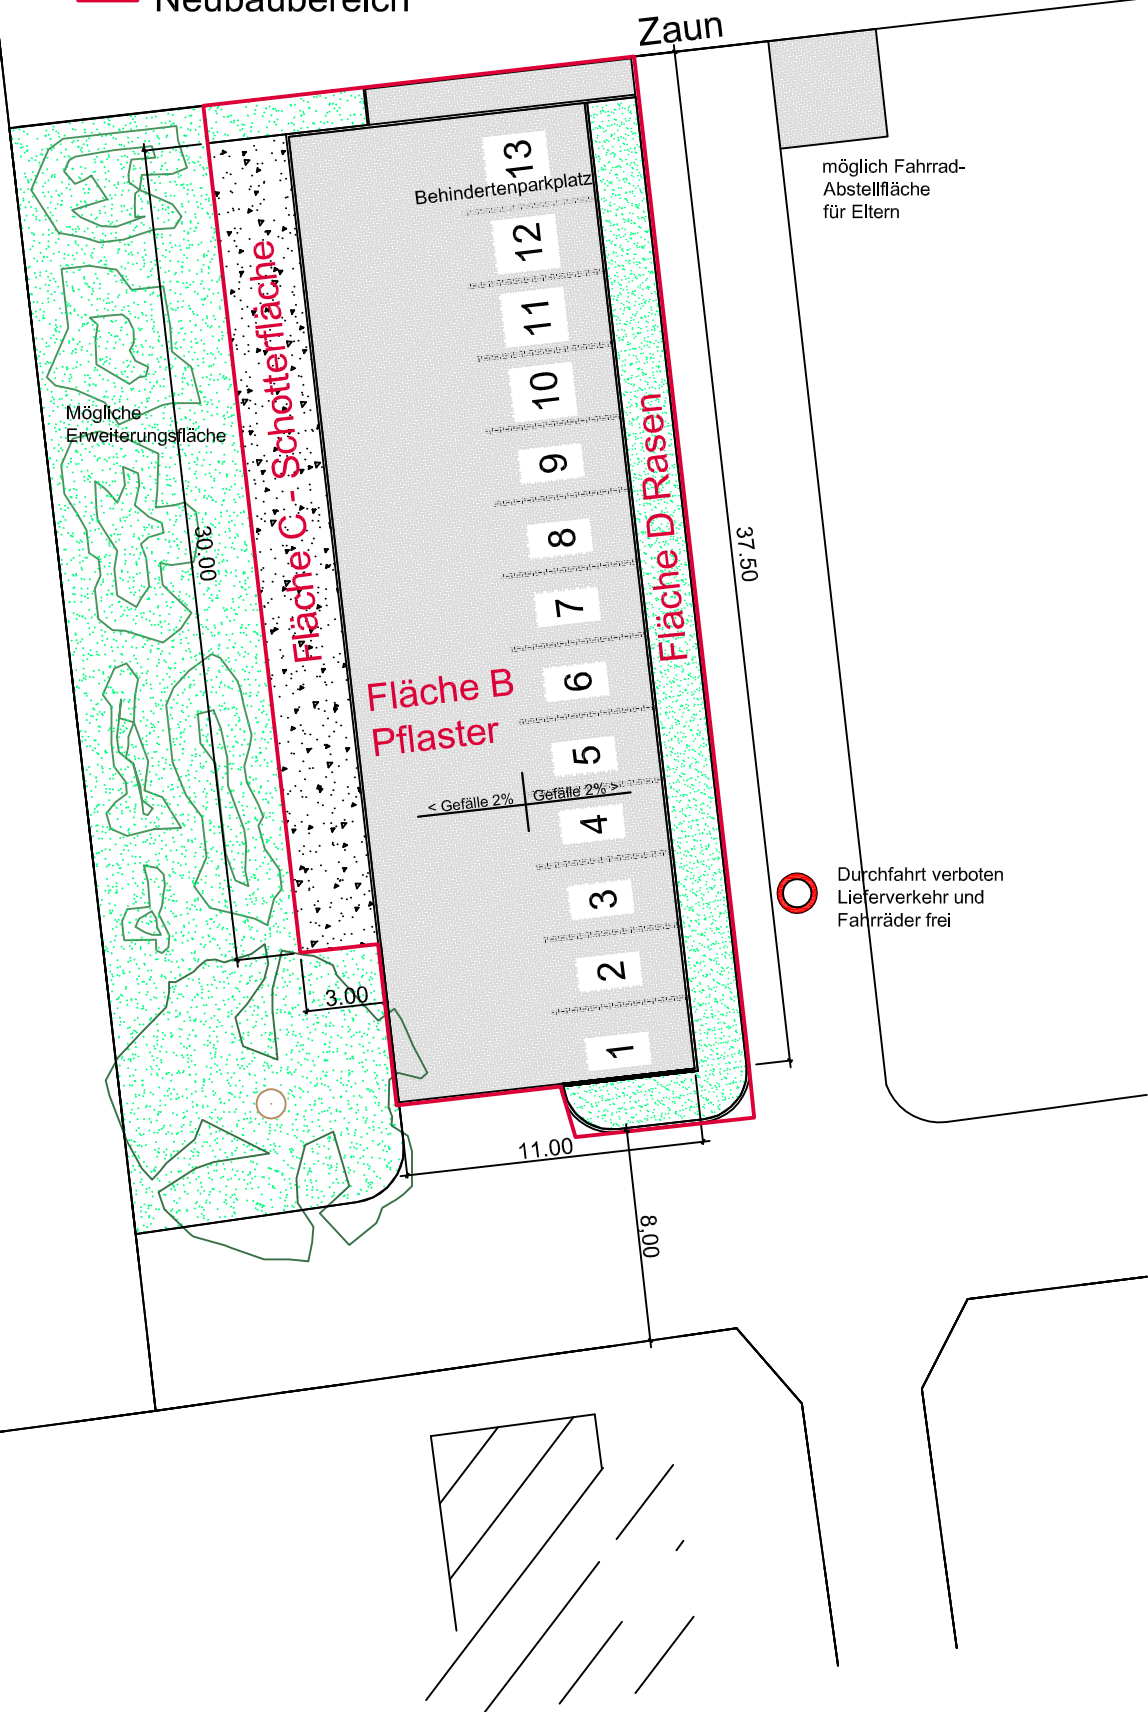 Neubaubereich
Zaun
möglich Fahrrad-
Abstellfläche
für Eltern
13
Behindertenparkplatz
12
11
10
9
8
7
6
5
4
3
2
1
Fläche C - Schotterfläche
Mögliche
Erweiterungsfläche
30.00
37.50
Fläche D Rasen
Fläche B
Pflaster
< Gefälle 2%
Gefälle 2% >
Durchfahrt verboten
Lieferverkehr und
Fahrräder frei
3.00
11.00
8,00